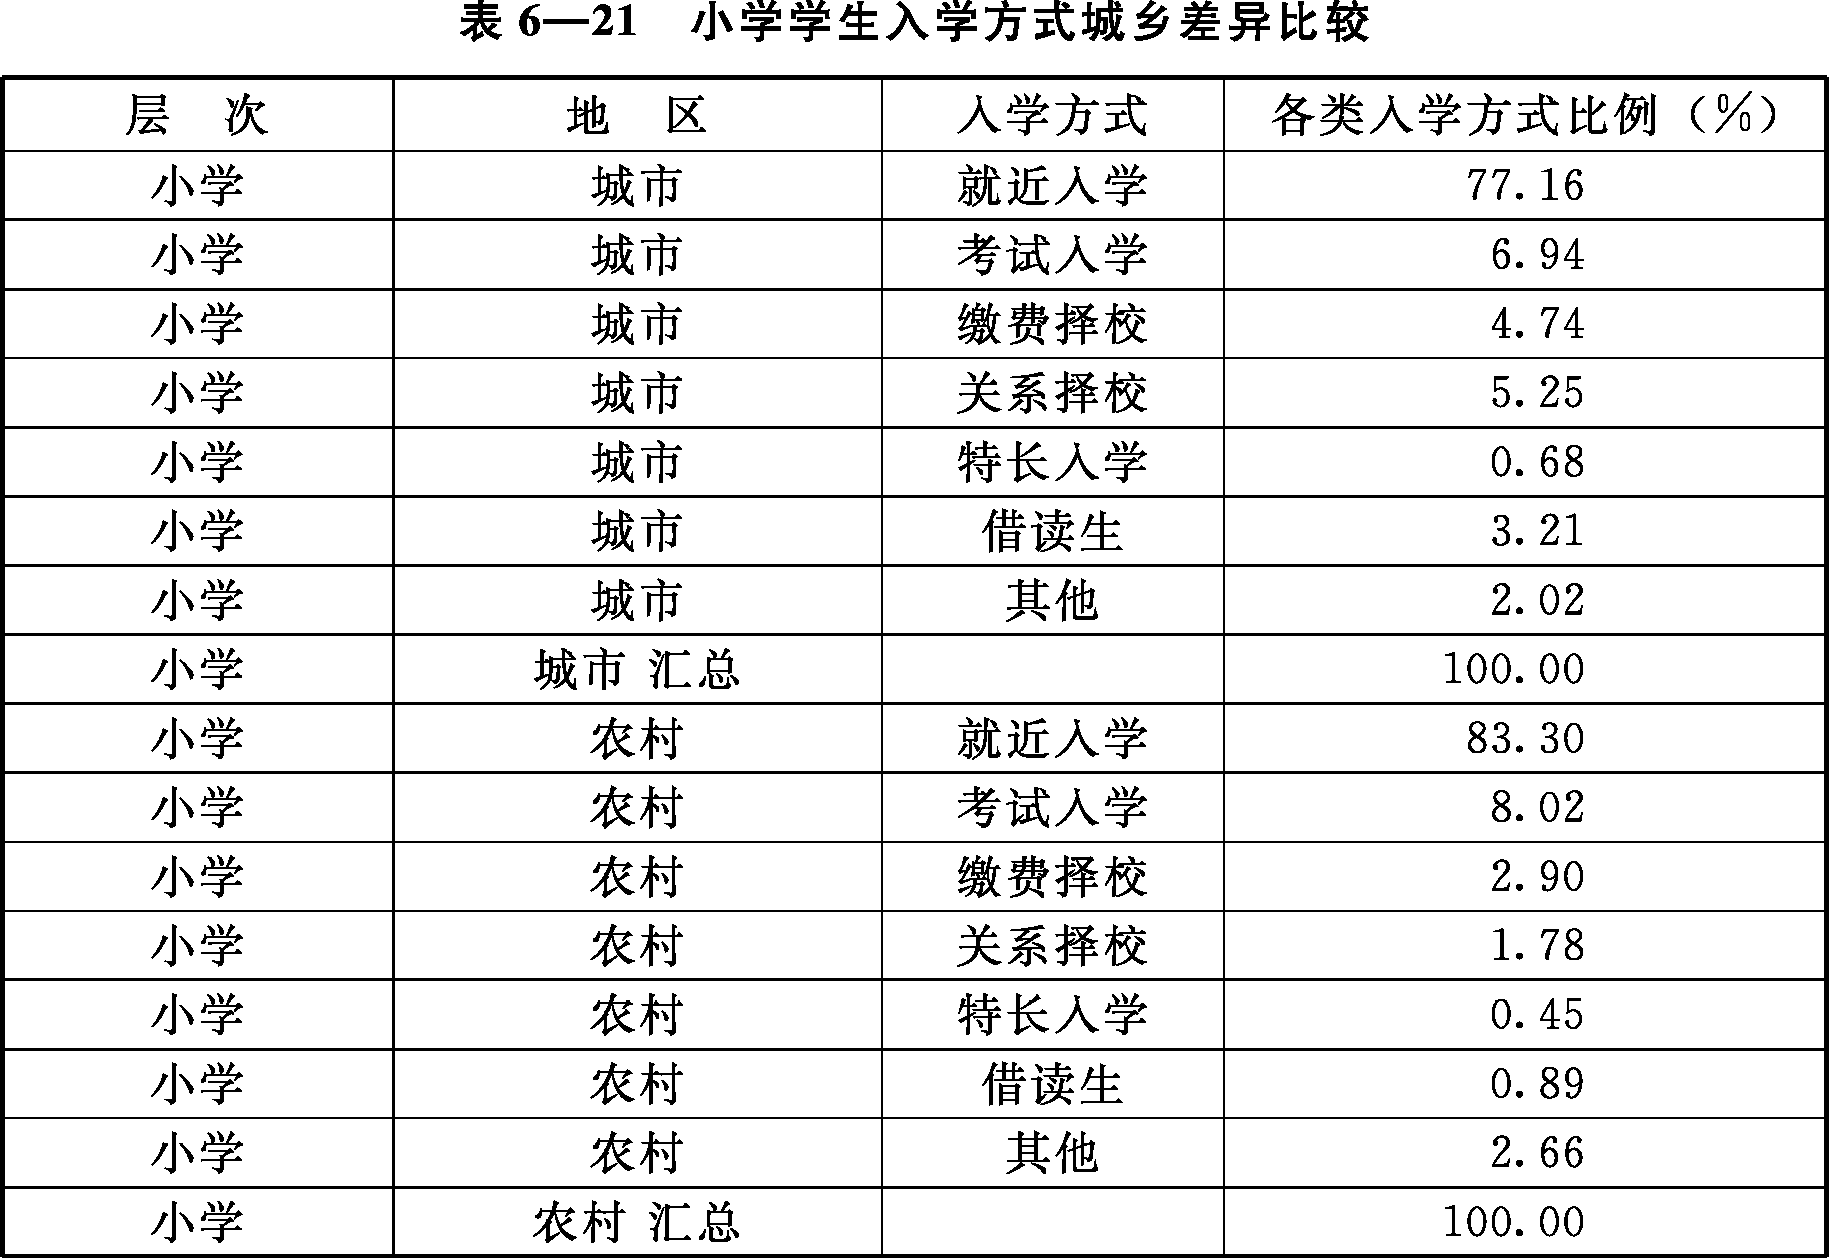 表 6—21 小学学生入学方式城乡差异比较
层 次 地 区 入学方式 各类入学方式比例（%）
小学 城市 就近入学 77.16
小学 城市 考试入学 6.94
小学 城市 缴费择校 4.74
小学 城市 关系择校 5.25
小学 城市 特长入学 0.68
小学 城市 借读生 3.21
小学 城市 其他 2.02
小学 城市 汇总 100.00
小学 农村 就近入学 83.30
小学 农村 考试入学 8.02
小学 农村 缴费择校 2.90
小学 农村 关系择校 1.78
小学 农村 特长入学 0.45
小学 农村 借读生 0.89
小学 农村 其他 2.66
小学 农村 汇总 100.00